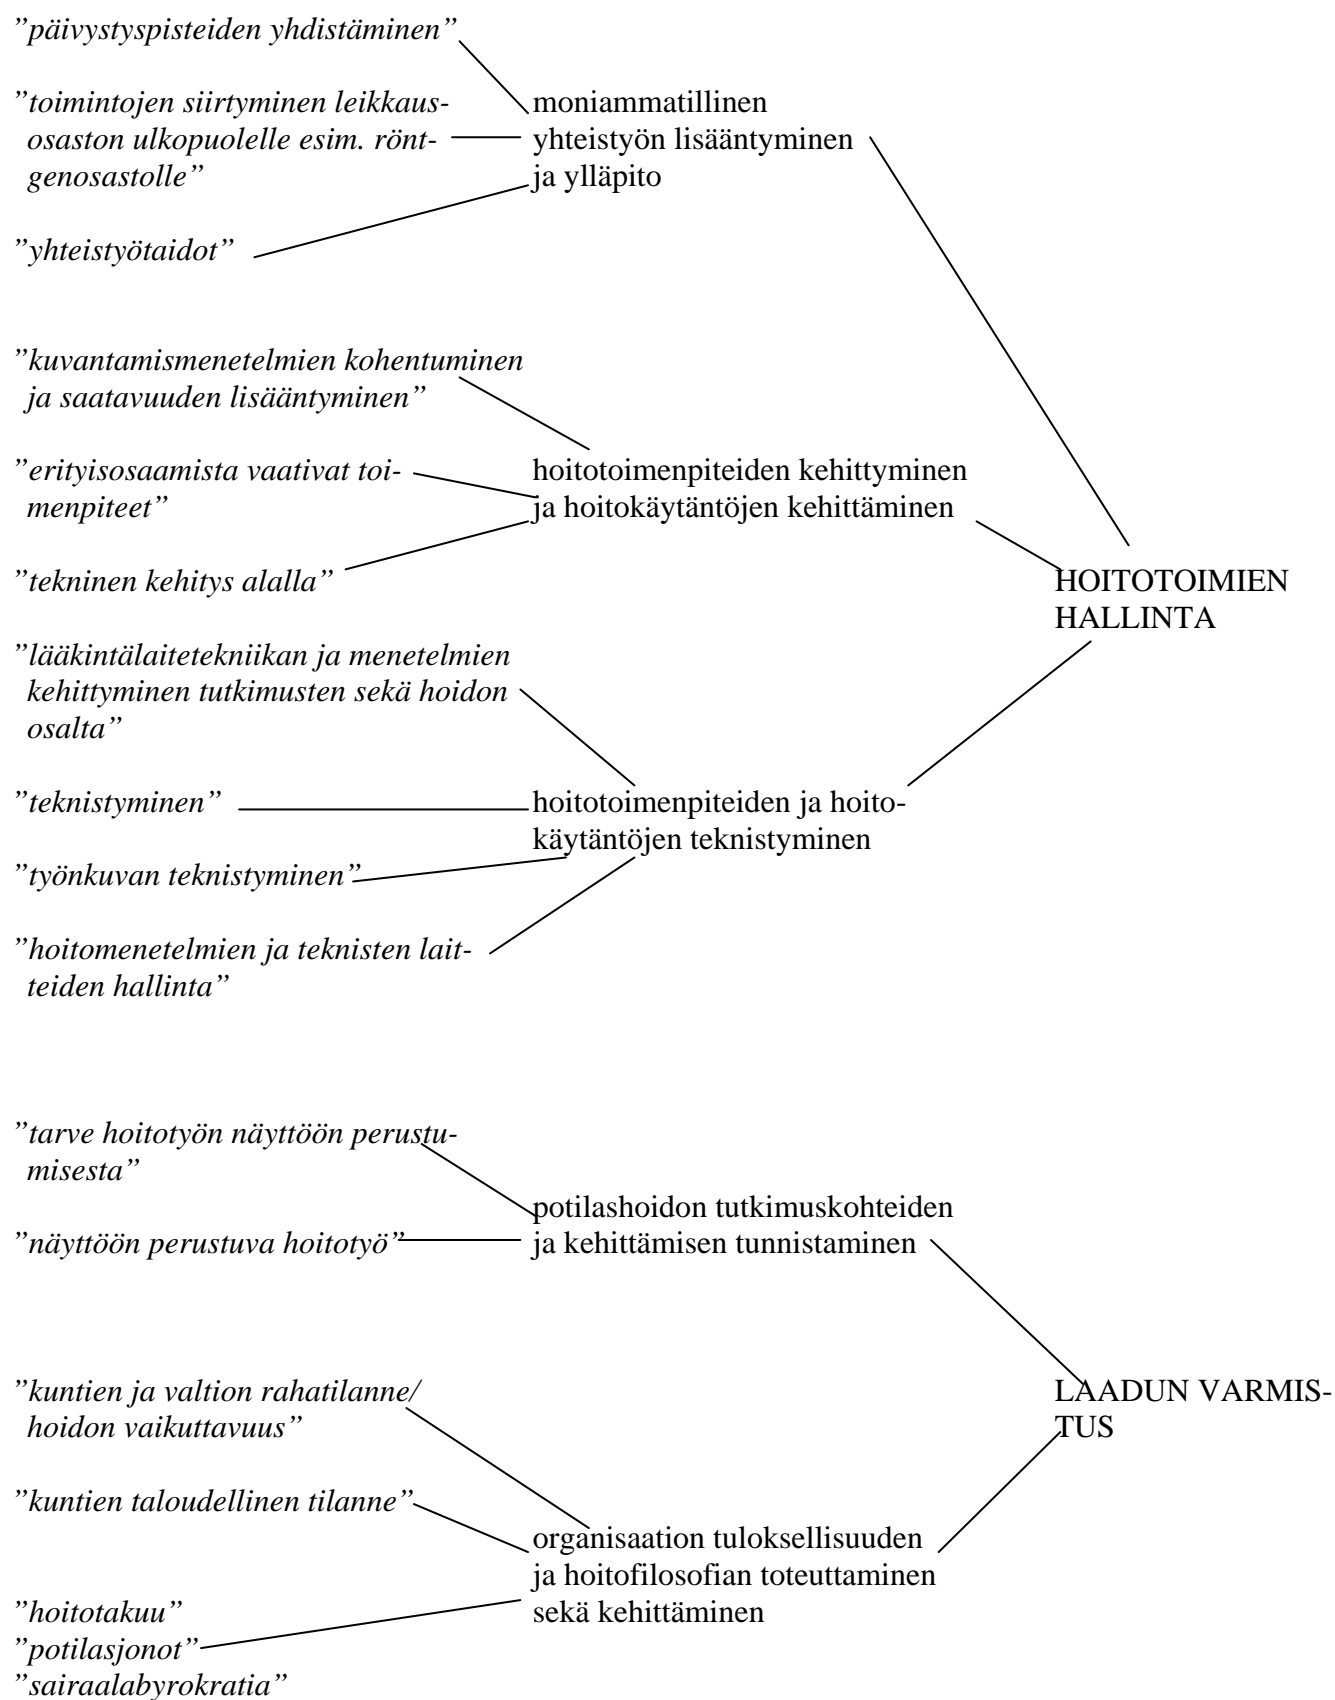 ”päivystyspisteiden yhdistäminen”
”toimintojen siirtyminen leikkaus-
osaston ulkopuolelle esim. rönt-
genosastolle”
”yhteistyötaidot”
moniammatillinen
yhteistyön lisääntyminen
ja ylläpito
”kuvantamismenetelmien kohentuminen
ja saatavuuden lisääntyminen”
”erityisosaamista vaativat toi-
menpiteet”
”tekninen kehitys alalla”
hoitotoimenpiteiden kehittyminen
ja hoitokäytäntöjen kehittäminen
HOITOTOIMIEN
HALLINTA
”lääkintälaitetekniikan ja menetelmien
kehittyminen tutkimusten sekä hoidon
osalta”
”teknistyminen”
”työnkuvan teknistyminen”
”hoitomenetelmien ja teknisten lait-
teiden hallinta”
hoitotoimenpiteiden ja hoito-
käytäntöjen teknistyminen
”tarve hoitotyön näyttöön perustu-
misesta”
”näyttöön perustuva hoitotyö”
potilashoidon tutkimuskohteiden
ja kehittämisen tunnistaminen
”kuntien ja valtion rahatilanne/
hoidon vaikuttavuus”
LAADUN VARMIS-
TUS
”kuntien taloudellinen tilanne”
organisaation tuloksellisuuden
ja hoitofilosofian toteuttaminen
sekä kehittäminen
”hoitotakuu”
”potilasjonot”
”sairaalabyrokratia”